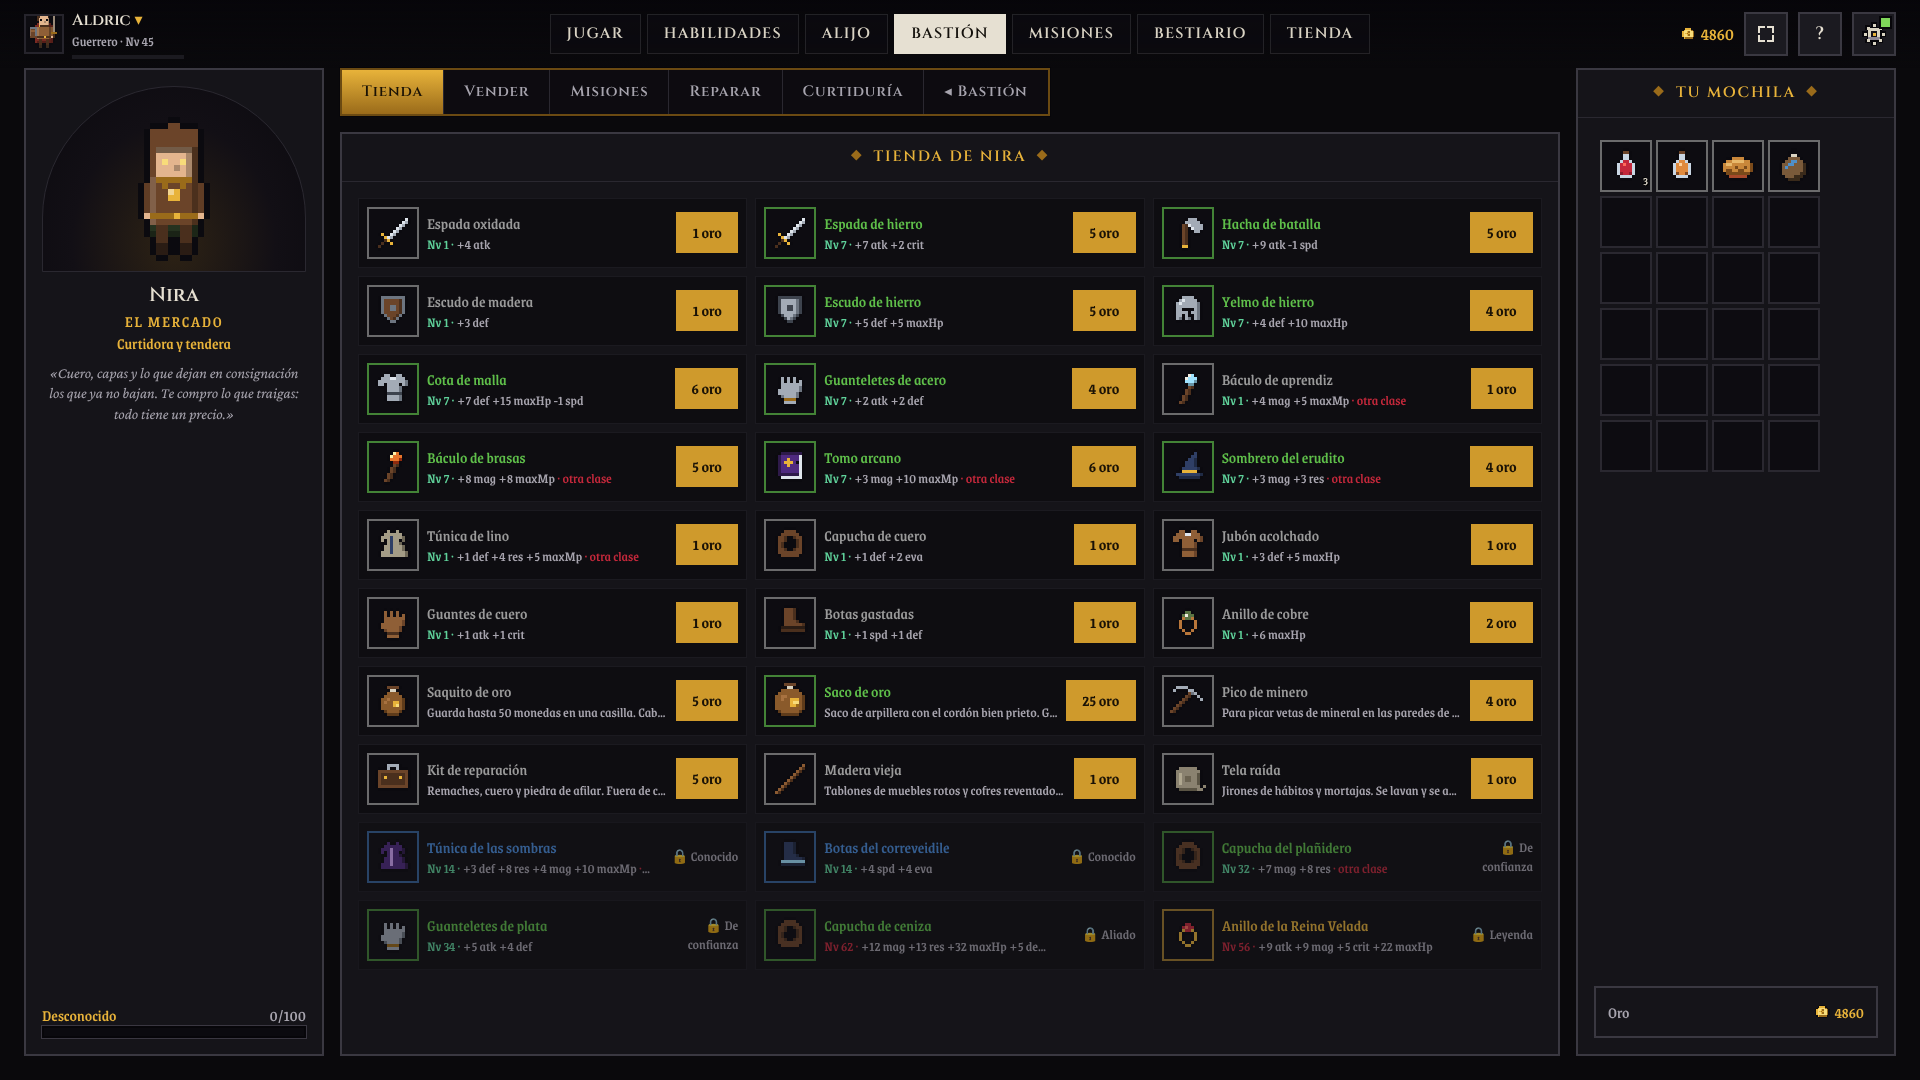 ALDRIC ▾
Guerrero · Nv 45
JUGAR
HABILIDADES
ALIJO
BASTIÓN
MISIONES
BESTIARIO
TIENDA
4860
?
TIENDA
VENDER
MISIONES
REPARAR
CURTIDURÍA
◂ BASTIÓN
NIRA
EL MERCADO
Curtidora y tendera
«Cuero, capas y lo que dejan en consignación
los que ya no bajan. Te compro lo que traigas:
todo tiene un precio.»
Desconocido
0/100
◆ TIENDA DE NIRA ◆
Espada oxidada
Nv 1 · +4 atk
1 oro
Espada de hierro
Nv 7 · +7 atk +2 crit
5 oro
Hacha de batalla
Nv 7 · +9 atk -1 spd
5 oro
Escudo de madera
Nv 1 · +3 def
1 oro
Escudo de hierro
Nv 7 · +5 def +5 maxHp
5 oro
Yelmo de hierro
Nv 7 · +4 def +10 maxHp
4 oro
Cota de malla
Nv 7 · +7 def +15 maxHp -1 spd
6 oro
Guanteletes de acero
Nv 7 · +2 atk +2 def
4 oro
Báculo de aprendiz
Nv 1 · +4 mag +5 maxMp · otra clase
1 oro
Báculo de brasas
Nv 7 · +8 mag +8 maxMp · otra clase
5 oro
Tomo arcano
Nv 7 · +3 mag +10 maxMp · otra clase
6 oro
Sombrero del erudito
Nv 7 · +3 mag +3 res · otra clase
4 oro
Túnica de lino
Nv 1 · +1 def +4 res +5 maxMp · otra clase
1 oro
Capucha de cuero
Nv 1 · +1 def +2 eva
1 oro
Jubón acolchado
Nv 1 · +3 def +5 maxHp
1 oro
Guantes de cuero
Nv 1 · +1 atk +1 crit
1 oro
Botas gastadas
Nv 1 · +1 spd +1 def
1 oro
Anillo de cobre
Nv 1 · +6 maxHp
2 oro
Saquito de oro
Guarda hasta 50 monedas en una casilla. Cab...
5 oro
Saco de oro
Saco de arpillera con el cordón bien prieto. G...
25 oro
Pico de minero
Para picar vetas de mineral en las paredes de ...
4 oro
Kit de reparación
Remaches, cuero y piedra de afilar. Fuera de c...
5 oro
Madera vieja
Tablones de muebles rotos y cofres reventado...
1 oro
Tela raída
Jirones de hábitos y mortajas. Se lavan y se a...
1 oro
Túnica de las sombras
Nv 14 · +3 def +8 res +4 mag +10 maxMp ·...
🔒 Conocido
Botas del correveidile
Nv 14 · +4 spd +4 eva
🔒 Conocido
Capucha del plañidero
Nv 32 · +7 mag +8 res · otra clase
🔒 De
confianza
Guanteletes de plata
Nv 34 · +5 atk +4 def
🔒 De
confianza
Capucha de ceniza
Nv 62 · +12 mag +13 res +32 maxHp +5 de...
🔒 Aliado
Anillo de la Reina Velada
Nv 56 · +9 atk +9 mag +5 crit +22 maxHp
🔒 Leyenda
◆ TU MOCHILA ◆
3
Oro
4860